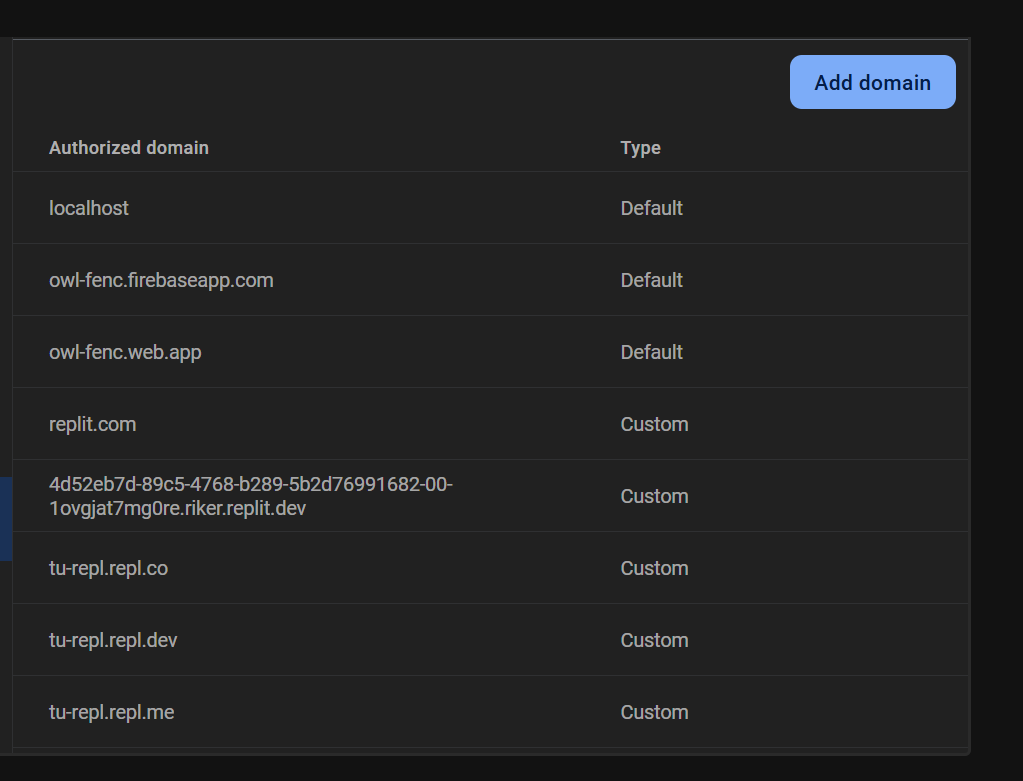 Add domain
Authorized domain Type
localhost Default
owl-fenc.firebaseapp.com Default
owl-fenc.web.app Default
replit.com Custom
4d52eb7d-89c5-4768-b289-5b2d76991682-00-
1ovgjat7mg0re.riker.replit.dev Custom
tu-repl.repl.co Custom
tu-repl.repl.dev Custom
tu-repl.repl.me Custom